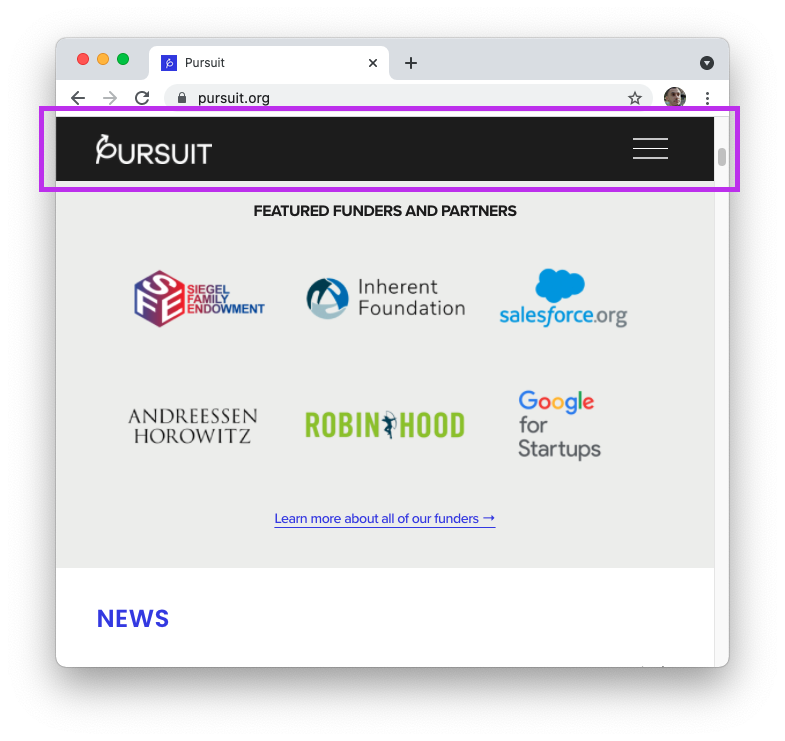 Pursuit
pursuit.org
PURSUIT
FEATURED FUNDERS AND PARTNERS
SFE
SIEGEL
FAMILY
ENDOWMENT
Inherent
Foundation
salesforce.org
ANDREESSEN
HOROWITZ
ROBIN HOOD
Google
for
Startups
Learn more about all of our funders →
NEWS